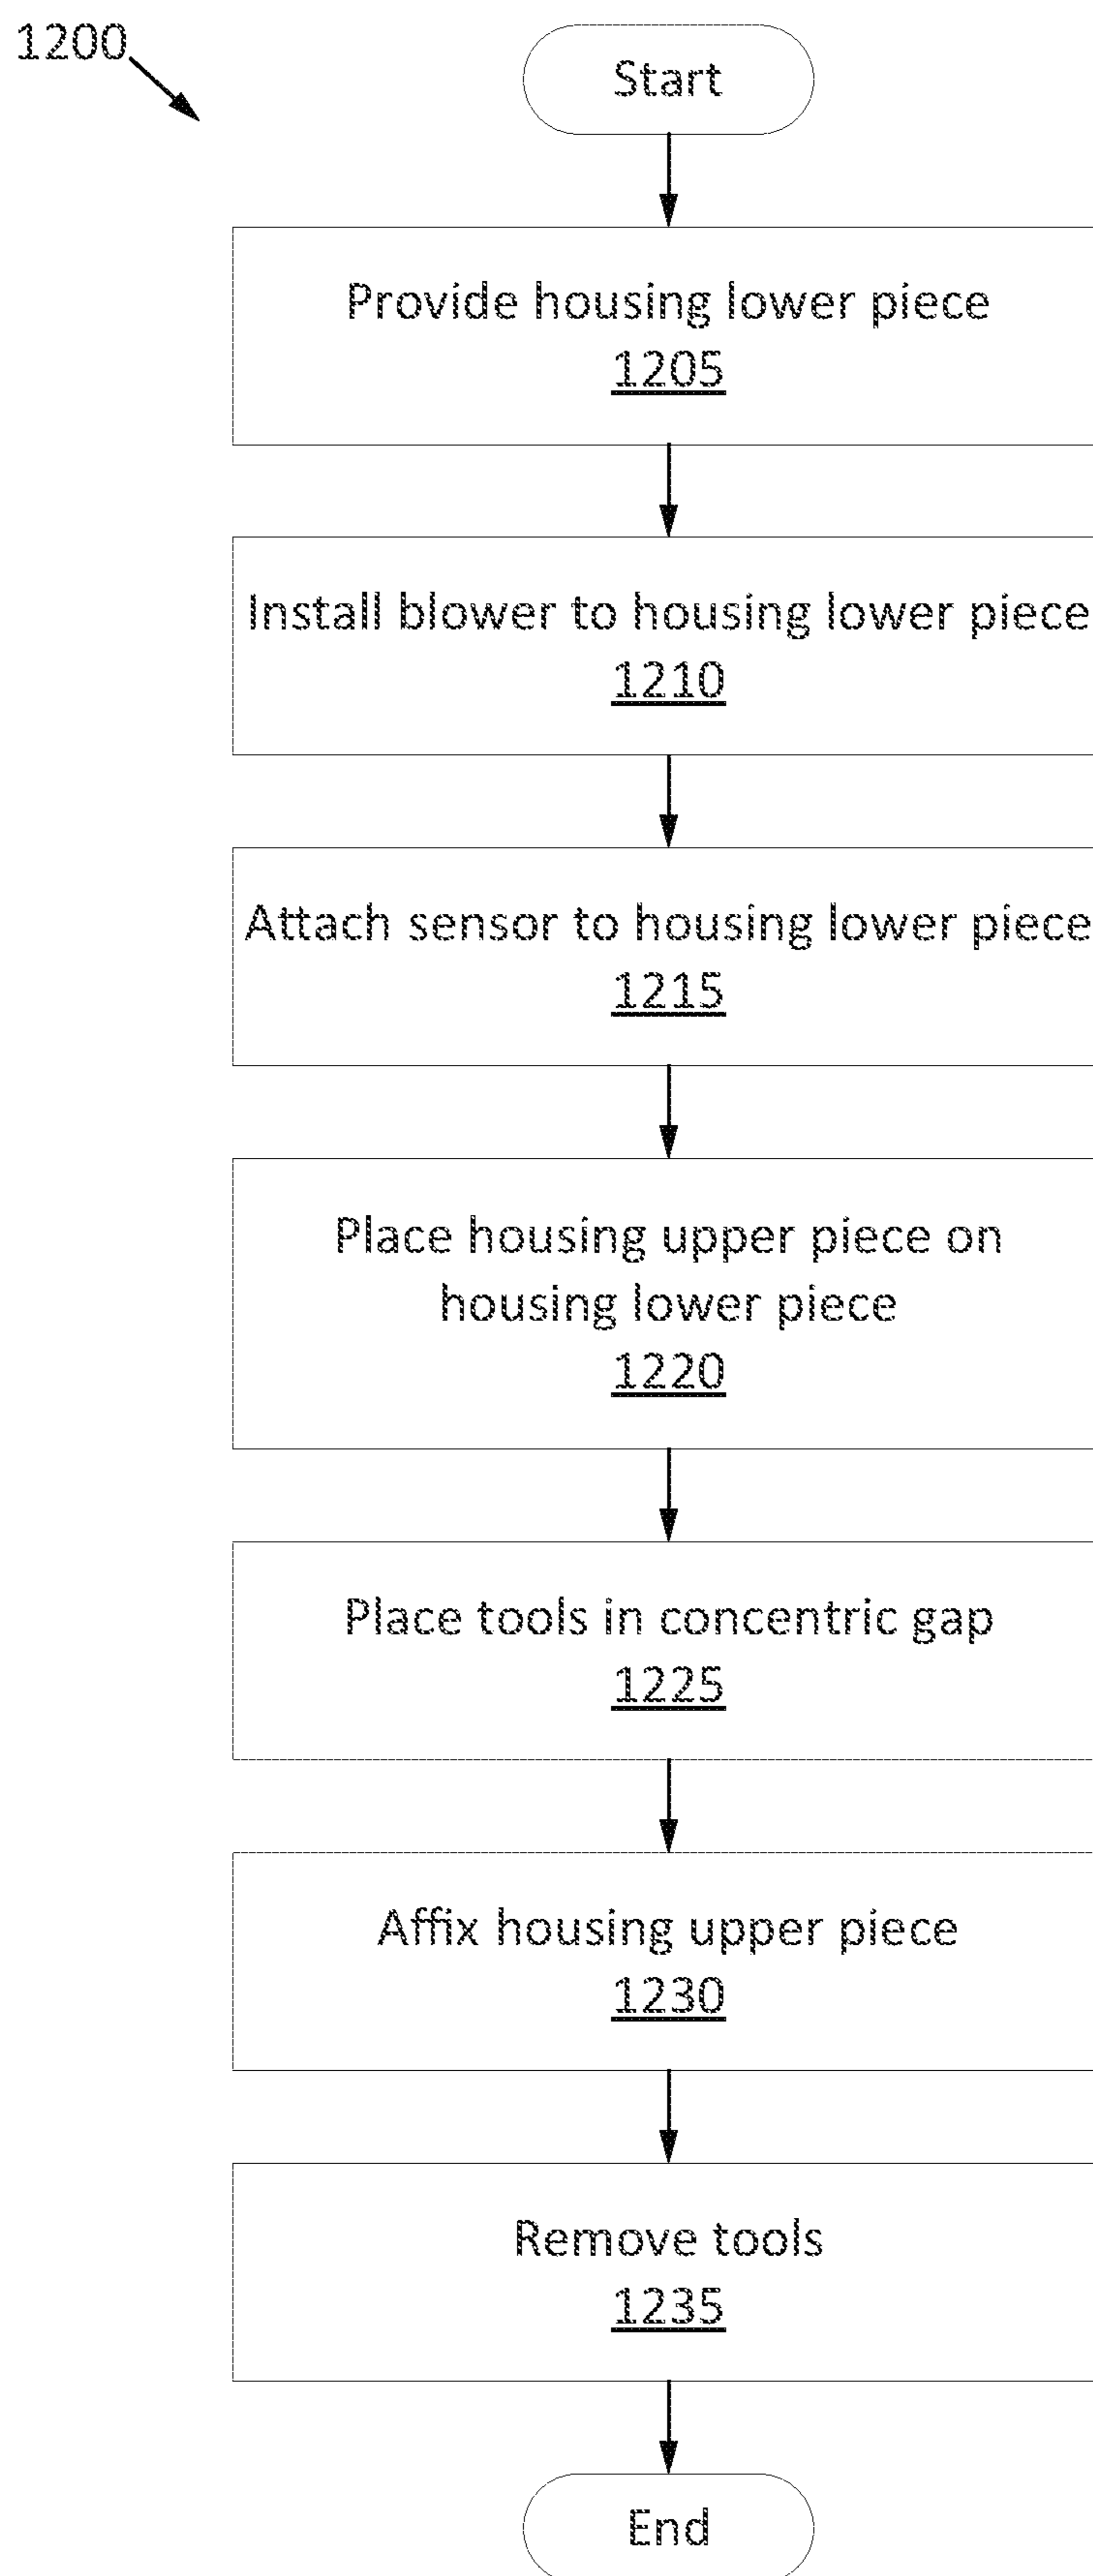 1200
Start
Provide housing lower piece
1205
Install blower to housing lower piece
1210
Attach sensor to housing lower piece
1215
Place housing upper piece on
housing lower piece
1220
Place tools in concentric gap
1225
Affix housing upper piece
1230
Remove tools
1235
End